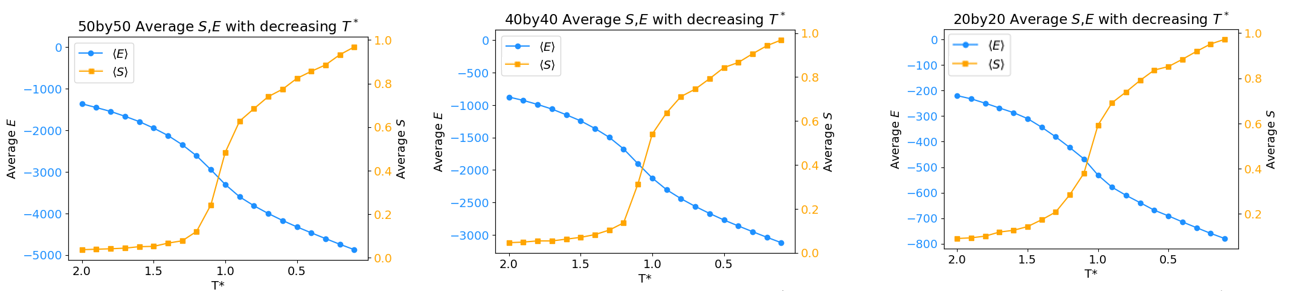 50by50 Average S,E with decreasing T*
⟨E⟩
⟨S⟩
0
−1000
−2000
−3000
−4000
−5000
Average E
1.0
0.8
0.6
0.4
0.2
0.0
Average S
2.0 1.5 1.0 0.5
T*
40by40 Average S,E with decreasing T*
⟨E⟩
⟨S⟩
0
−500
−1000
−1500
−2000
−2500
−3000
Average E
1.0
0.8
0.6
0.4
0.2
0.0
Average S
2.0 1.5 1.0 0.5
T*
20by20 Average S,E with decreasing T*
⟨E⟩
⟨S⟩
0
−100
−200
−300
−400
−500
−600
−700
−800
Average E
1.0
0.8
0.6
0.4
0.2
Average S
2.0 1.5 1.0 0.5
T*